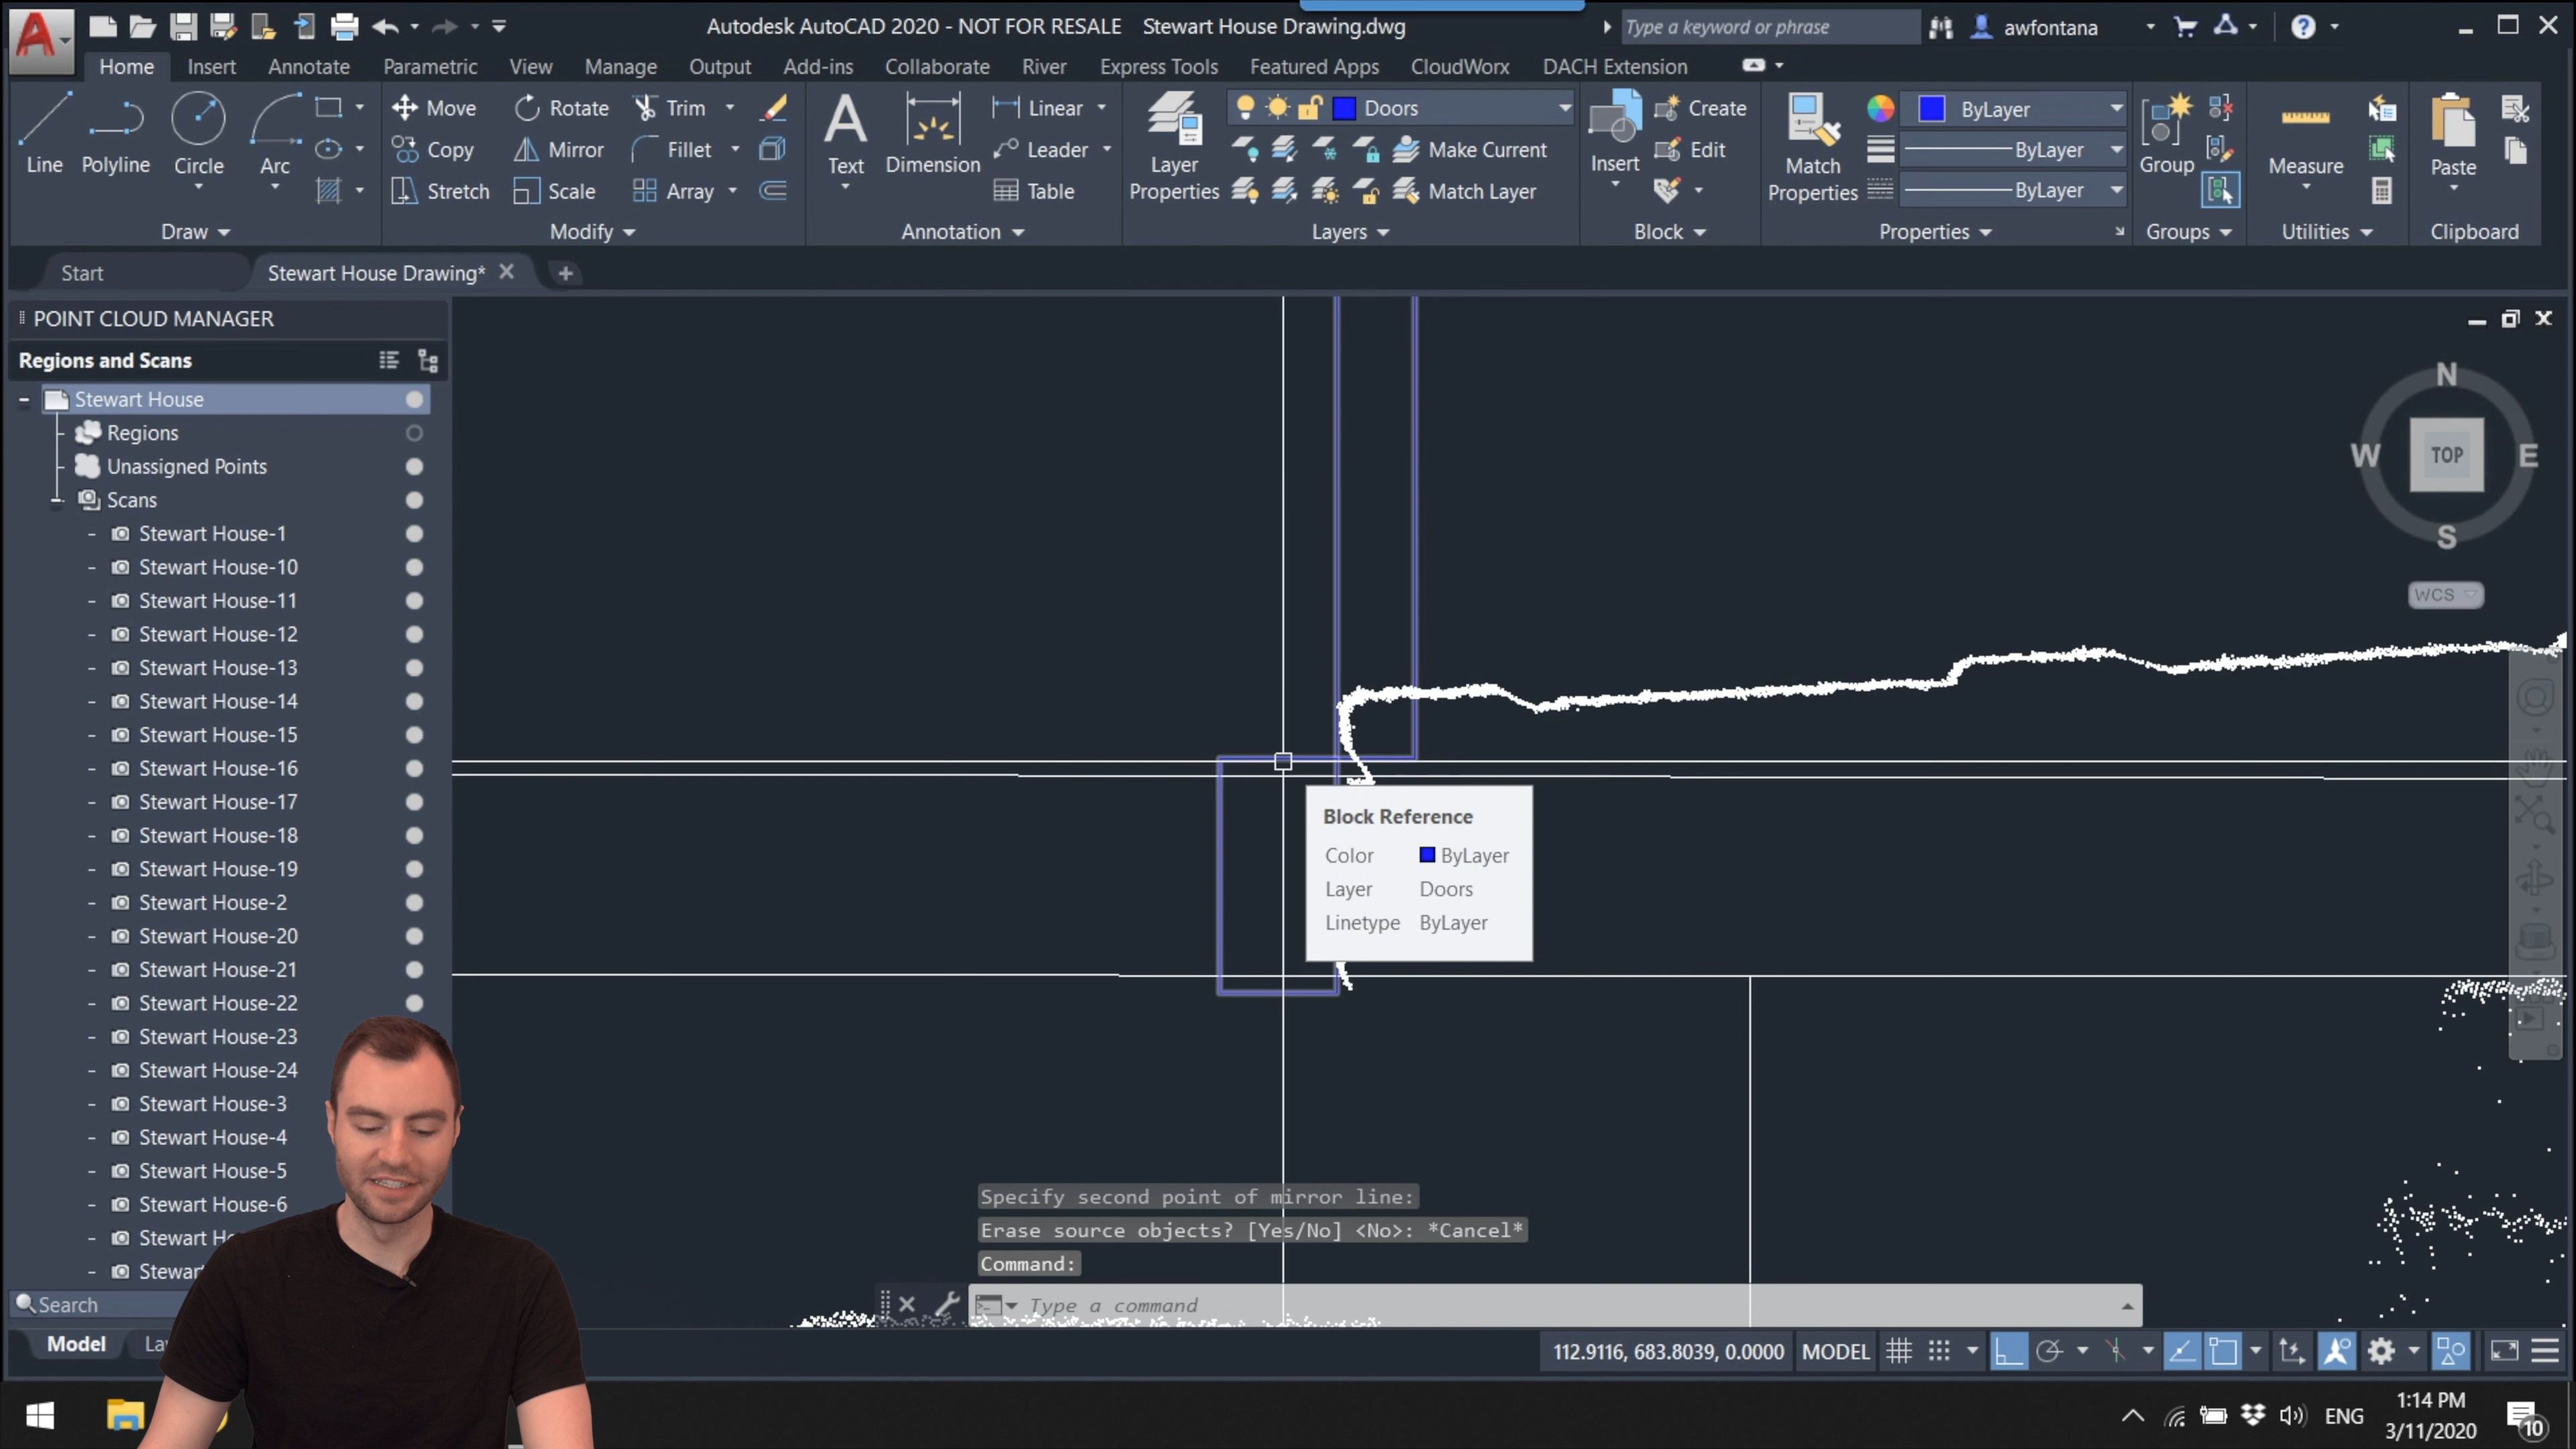 Autodesk AutoCAD 2020 - NOT FOR RESALE Stewart House Drawing.dwg
Type a keyword or phrase
awfontana
Home Insert Annotate Parametric View Manage Output Add-ins Collaborate River Express Tools Featured Apps CloudWorx DACH Extension
Line Polyline Circle Arc
Move Rotate Trim
Copy Mirror Fillet
Stretch Scale Array
Text Dimension
Linear
Leader
Table
Layer Properties
Doors
Make Current
Match Layer
Insert
Create
Edit
Match Properties
ByLayer
ByLayer
ByLayer
Group
Measure
Paste
Draw Modify Annotation Layers Block Properties Groups Utilities Clipboard
Start Stewart House Drawing*
POINT CLOUD MANAGER
Regions and Scans
Stewart House
Regions
Unassigned Points
Scans
Stewart House-1
Stewart House-10
Stewart House-11
Stewart House-12
Stewart House-13
Stewart House-14
Stewart House-15
Stewart House-16
Stewart House-17
Stewart House-18
Stewart House-19
Stewart House-2
Stewart House-20
Stewart House-21
Stewart House-22
Stewart House-23
Stewart House-24
Stewart House-3
Stewart House-4
Stewart House-5
Stewart House-6
Search
Model
N
W TOP E
S
WCS
Block Reference
Color ByLayer
Layer Doors
Linetype ByLayer
Specify second point of mirror line:
Erase source objects? [Yes/No] <No>: *Cancel*
Command:
Type a command
112.9116, 683.8039, 0.0000 MODEL
ENG
1:14 PM
3/11/2020
10